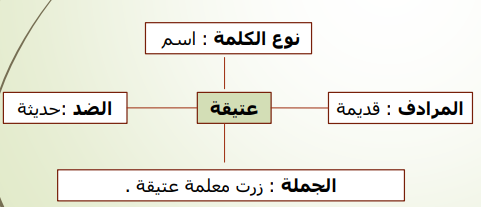 نوع الكلمة : اسم
المرادف : قديمة
عتيقة
الضد :حديثة
الجملة : زرت معلمة عتيقة .